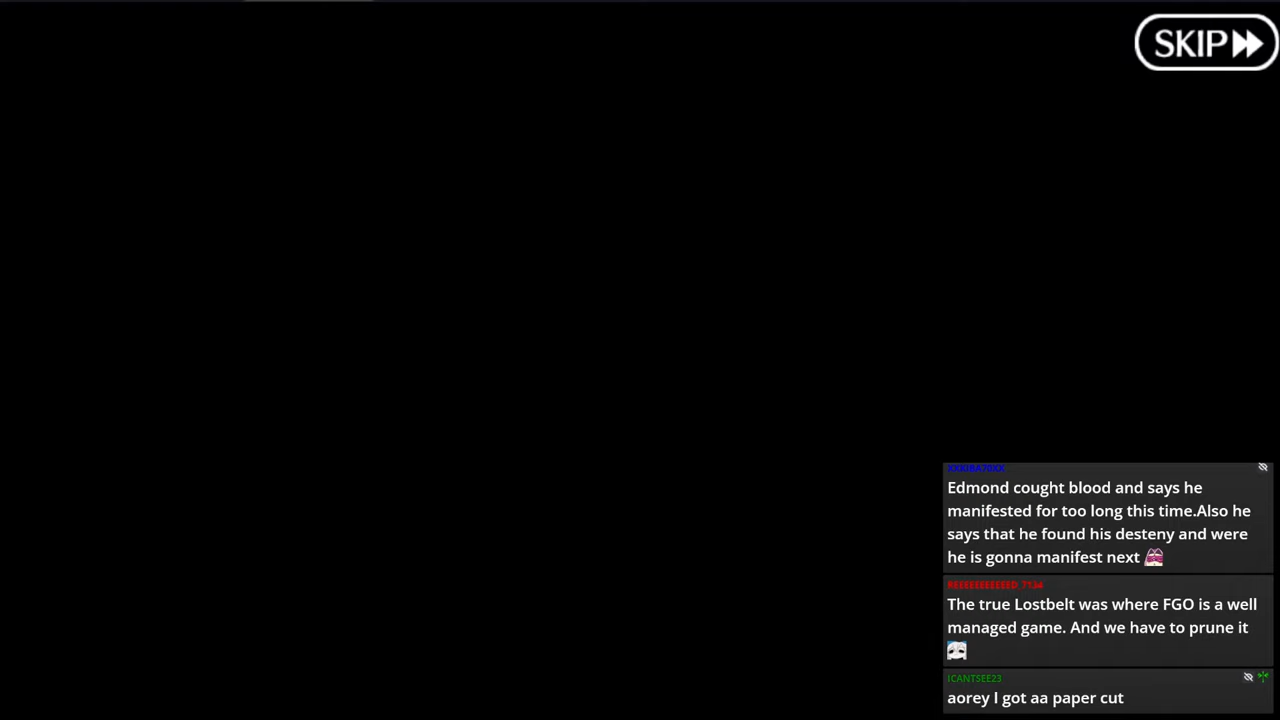 SKIP
XXKIBA70XX
Edmond cought blood and says he
manifested for too long this time.Also he
says that he found his desteny and were
he is gonna manifest next
The true Lostbelt was where FGO is a well
managed game. And we have to prune it
ICANTSEE23
aorey I got aa paper cut